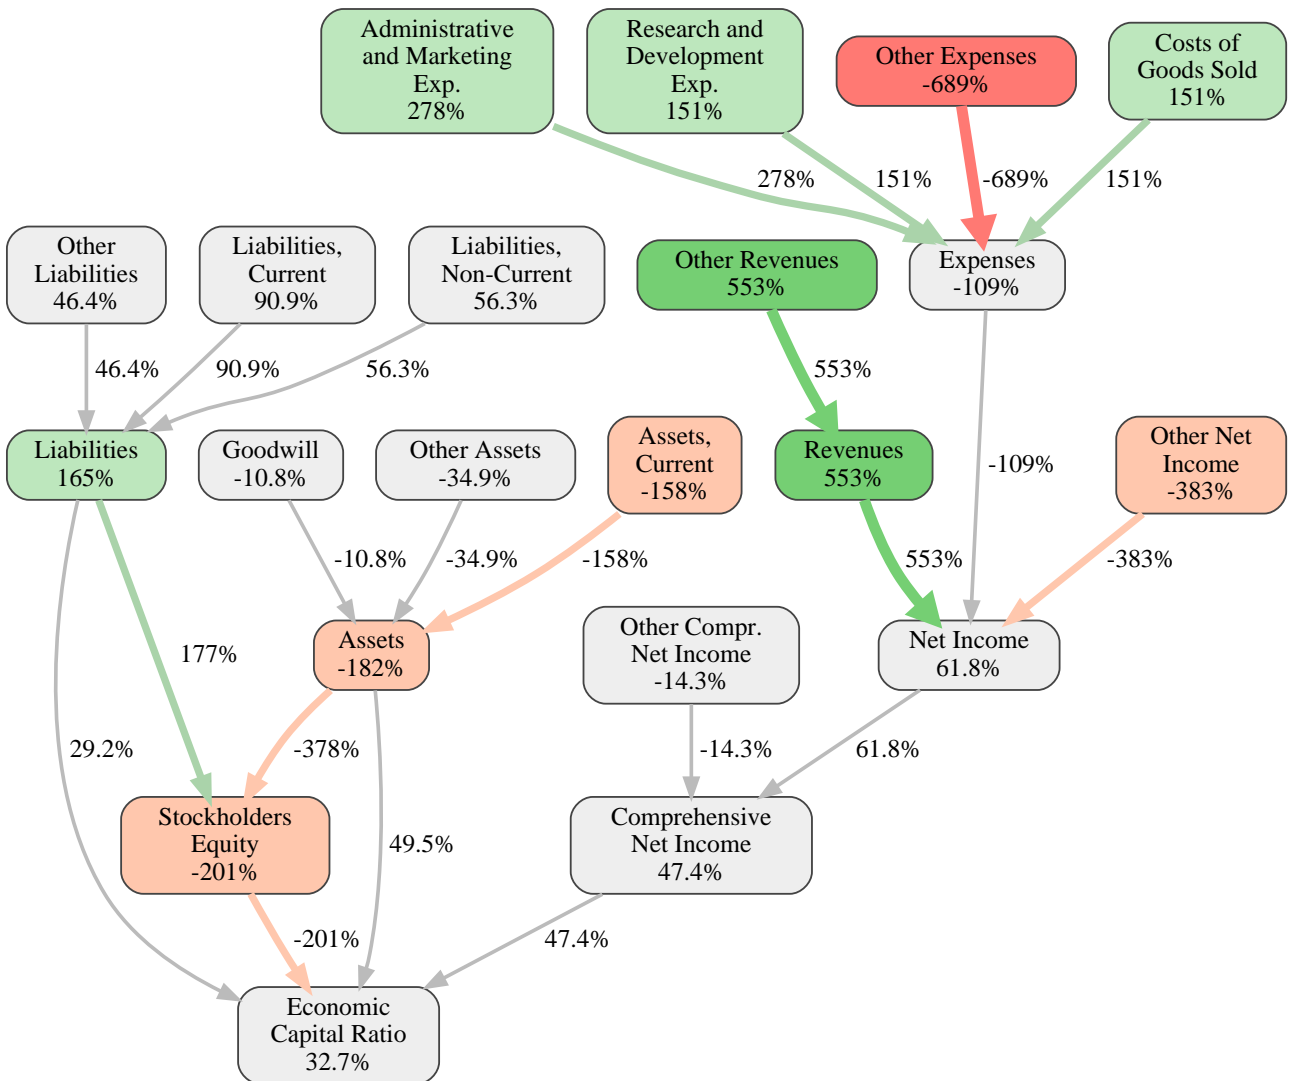 Administrative
and Marketing
Exp.
278%
Research and
Development
Exp.
151%
Other Expenses
-689%
Costs of
Goods Sold
151%
278%
151%
-689%
151%
Other
Liabilities
46.4%
Liabilities,
Current
90.9%
Liabilities,
Non-Current
56.3%
Other Revenues
553%
Expenses
-109%
46.4%
90.9%
56.3%
553%
Liabilities
165%
Goodwill
-10.8%
Other Assets
-34.9%
Assets,
Current
-158%
Revenues
553%
-109%
Other Net
Income
-383%
-10.8%
-34.9%
-158%
553%
-383%
177%
Assets
-182%
Other Compr.
Net Income
-14.3%
Net Income
61.8%
29.2%
-378%
-14.3%
61.8%
Stockholders
Equity
-201%
49.5%
Comprehensive
Net Income
47.4%
-201%
47.4%
Economic
Capital Ratio
32.7%